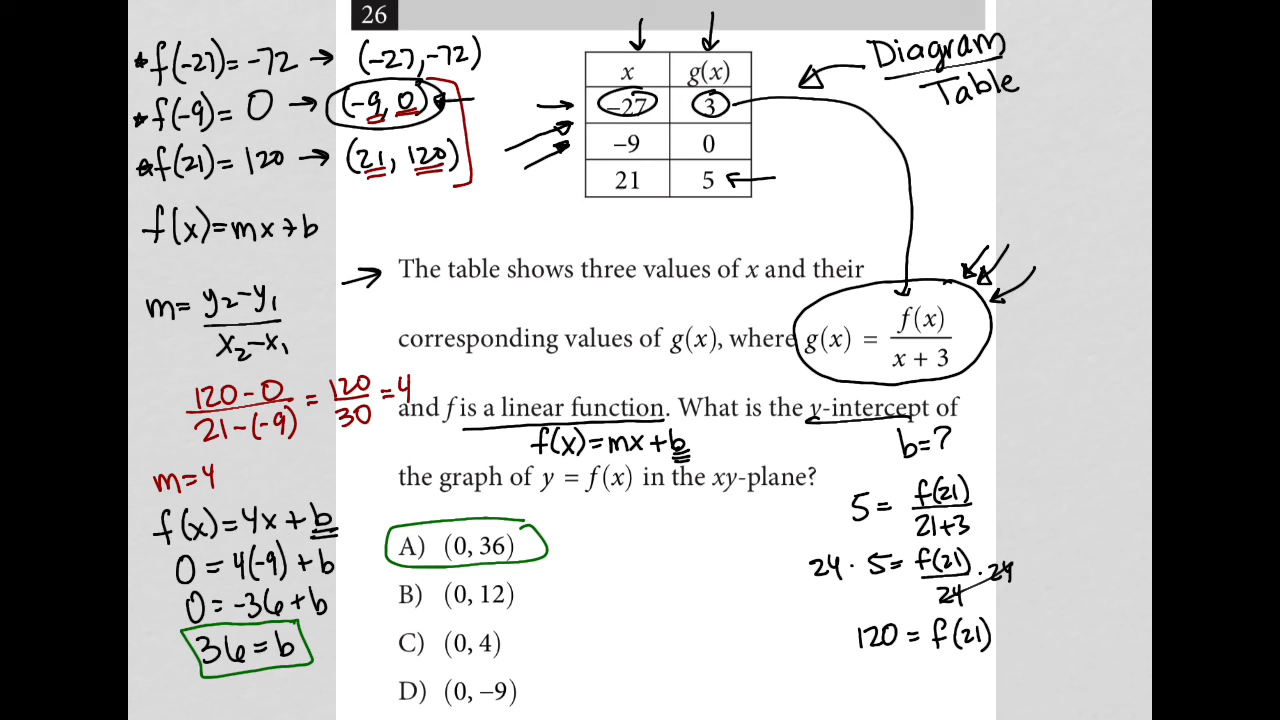 26
*f(-27) = -72 → (-27, -72)
*f(-9) = 0 → (-9, 0)
*f(21) = 120 → (21, 120)
f(x) = mx + b
m = y₂ - y₁ / x₂ - x₁
120 - 0 / 21 - (-9) = 120 / 30 = 4
m = 4
f(x) = 4x + b
0 = 4(-9) + b
0 = -36 + b
36 = b
x g(x)
−27 3
−9 0
21 5
Diagram
Table
The table shows three values of x and their
corresponding values of g(x), where g(x) = f(x) / x + 3
and f is a linear function. What is the y-intercept of
f(x) = mx + b
b = ?
the graph of y = f(x) in the xy-plane?
A) (0, 36)
B) (0, 12)
C) (0, 4)
D) (0, −9)
5 = f(21) / 21+3
24 · 5 = f(21) / 24 · 24
120 = f(21)